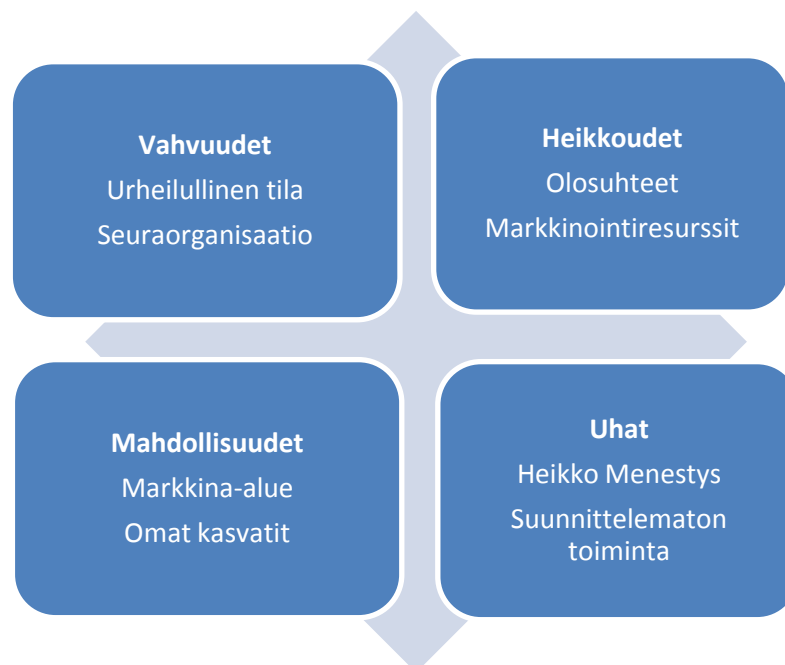 Vahvuudet
Urheilullinen tila
Seuraorganisaatio
Heikkoudet
Olosuhteet
Markkinointiresurssit
Mahdollisuudet
Markkina-alue
Omat kasvatit
Uhat
Heikko Menestys
Suunnittelematon
toiminta